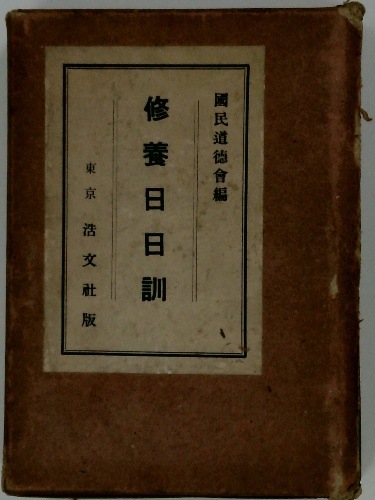 國民道德會編
修養日日訓
東京 浩文社版